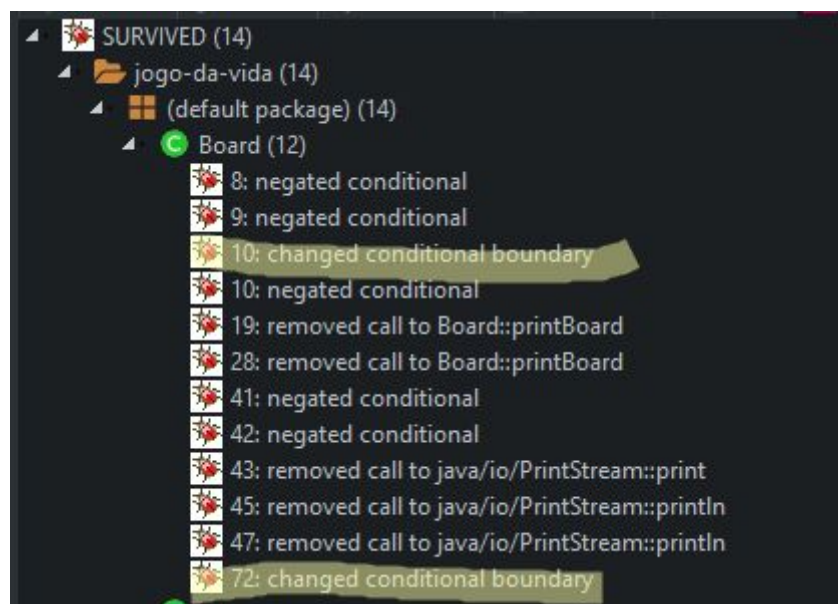 SURVIVED (14)
jogo-da-vida (14)
(default package) (14)
C Board (12)
8: negated conditional
9: negated conditional
10: changed conditional boundary
10: negated conditional
19: removed call to Board::printBoard
28: removed call to Board::printBoard
41: negated conditional
42: negated conditional
43: removed call to java/io/PrintStream::print
45: removed call to java/io/PrintStream::println
47: removed call to java/io/PrintStream::println
72: changed conditional boundary